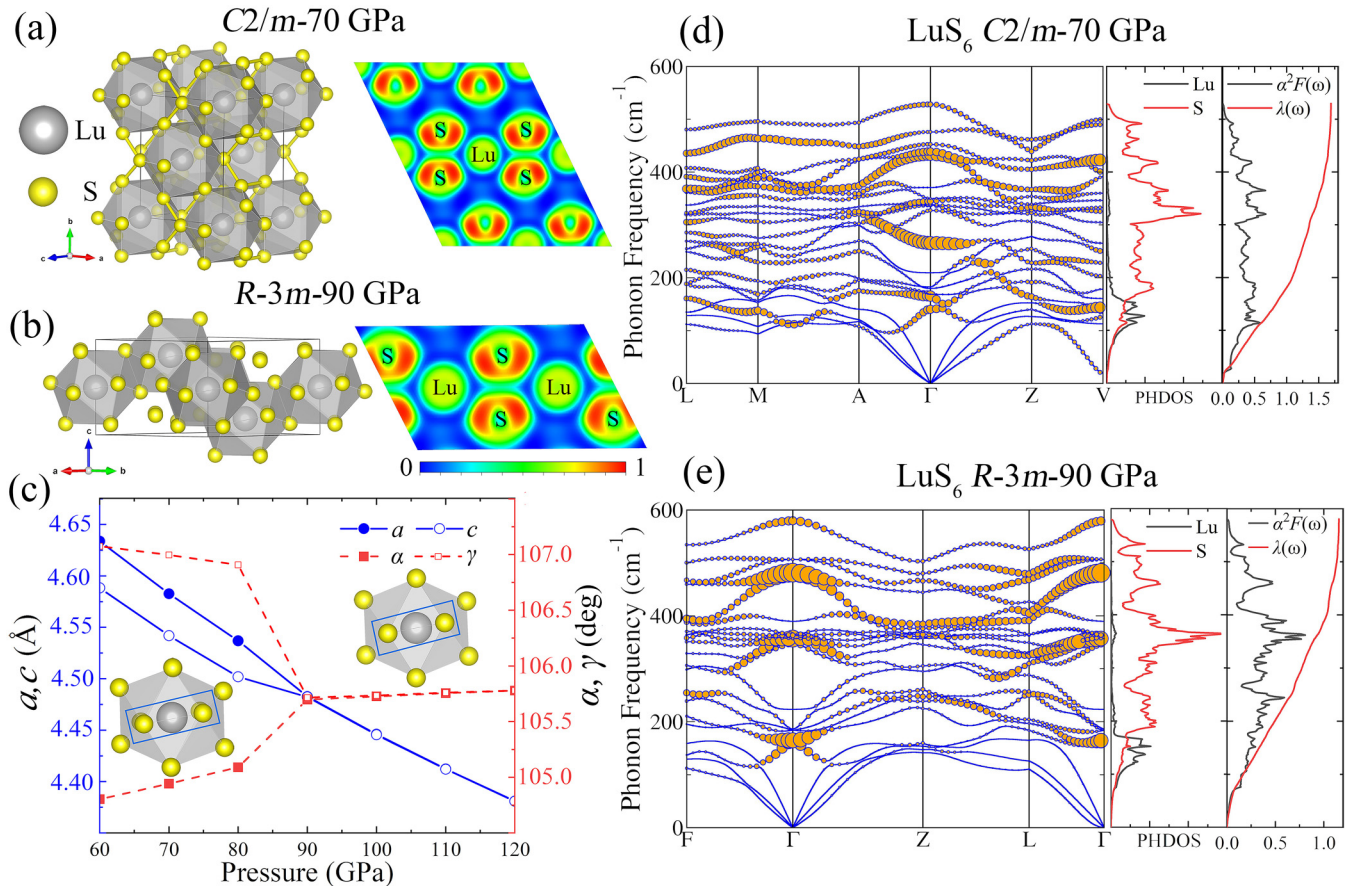 (a)
C2/m-70 GPa
Lu
S
b
c
a
S
S
Lu
S
S
R-3m-90 GPa
(b)
c
a
b
S
S
Lu
Lu
S
S
0
1
(c)
a
c
α
γ
4.65
4.60
4.55
4.50
4.45
4.40
a,c (Å)
107.0
106.5
106.0
105.5
105.0
α, γ (deg)
60
70
80
90
100
110
120
Pressure (GPa)
(d)
LuS₆ C2/m-70 GPa
600
400
200
0
Phonon Frequency (cm⁻¹)
L
M
A
Γ
Z
V
Lu
S
PHDOS
α²F(ω)
λ(ω)
0.0
0.5
1.0
1.5
(e)
LuS₆ R-3m-90 GPa
600
400
200
0
Phonon Frequency (cm⁻¹)
F
Γ
Z
L
Γ
Lu
S
PHDOS
α²F(ω)
λ(ω)
0.0
0.5
1.0